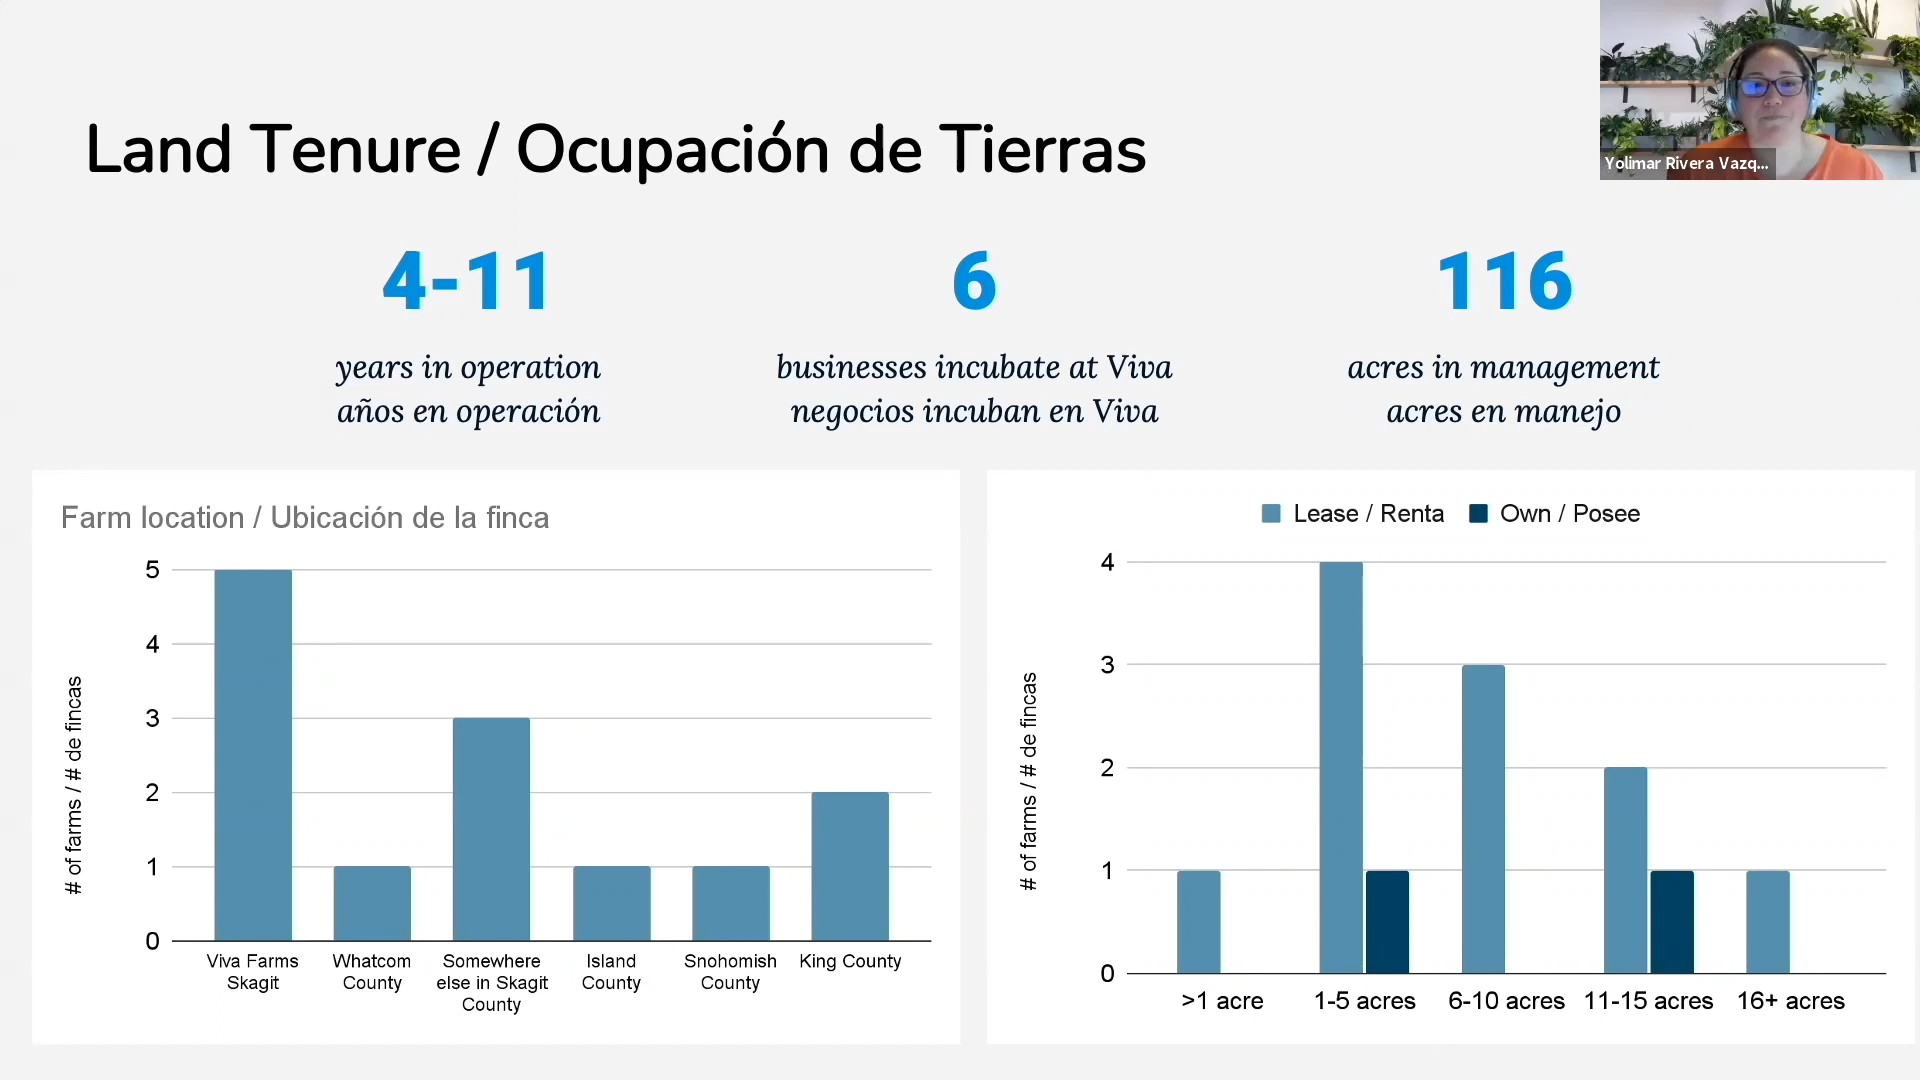 Land Tenure / Ocupación de Tierras
Yolimar Rivera Vazq...
4-11
years in operation
años en operación
6
businesses incubate at Viva
negocios incuban en Viva
116
acres in management
acres en manejo
Farm location / Ubicación de la finca
# of farms / # de fincas
5
4
3
2
1
0
Viva Farms
Skagit
Whatcom
County
Somewhere
else in Skagit
County
Island
County
Snohomish
County
King County
Lease / Renta
Own / Posee
# of farms / # de fincas
4
3
2
1
0
>1 acre
1-5 acres
6-10 acres
11-15 acres
16+ acres